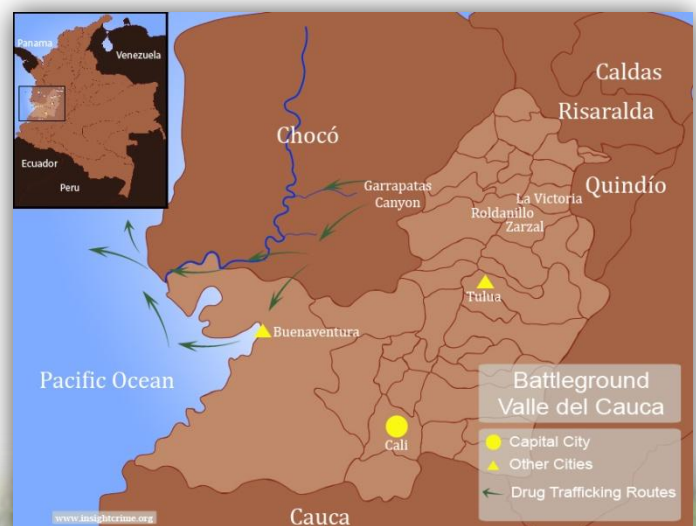 Panama
Venezuela
Ecuador
Peru
Caldas
Risaralda
Chocó
Quindío
Garrapatas
Canyon
La Victoria
Roldanillo
Zarzal
Tulua
Buenaventura
Pacific Ocean
Cali
Cauca
Battleground
Valle del Cauca
Capital City
Other Cities
Drug Trafficking Routes
www.insightcrime.org